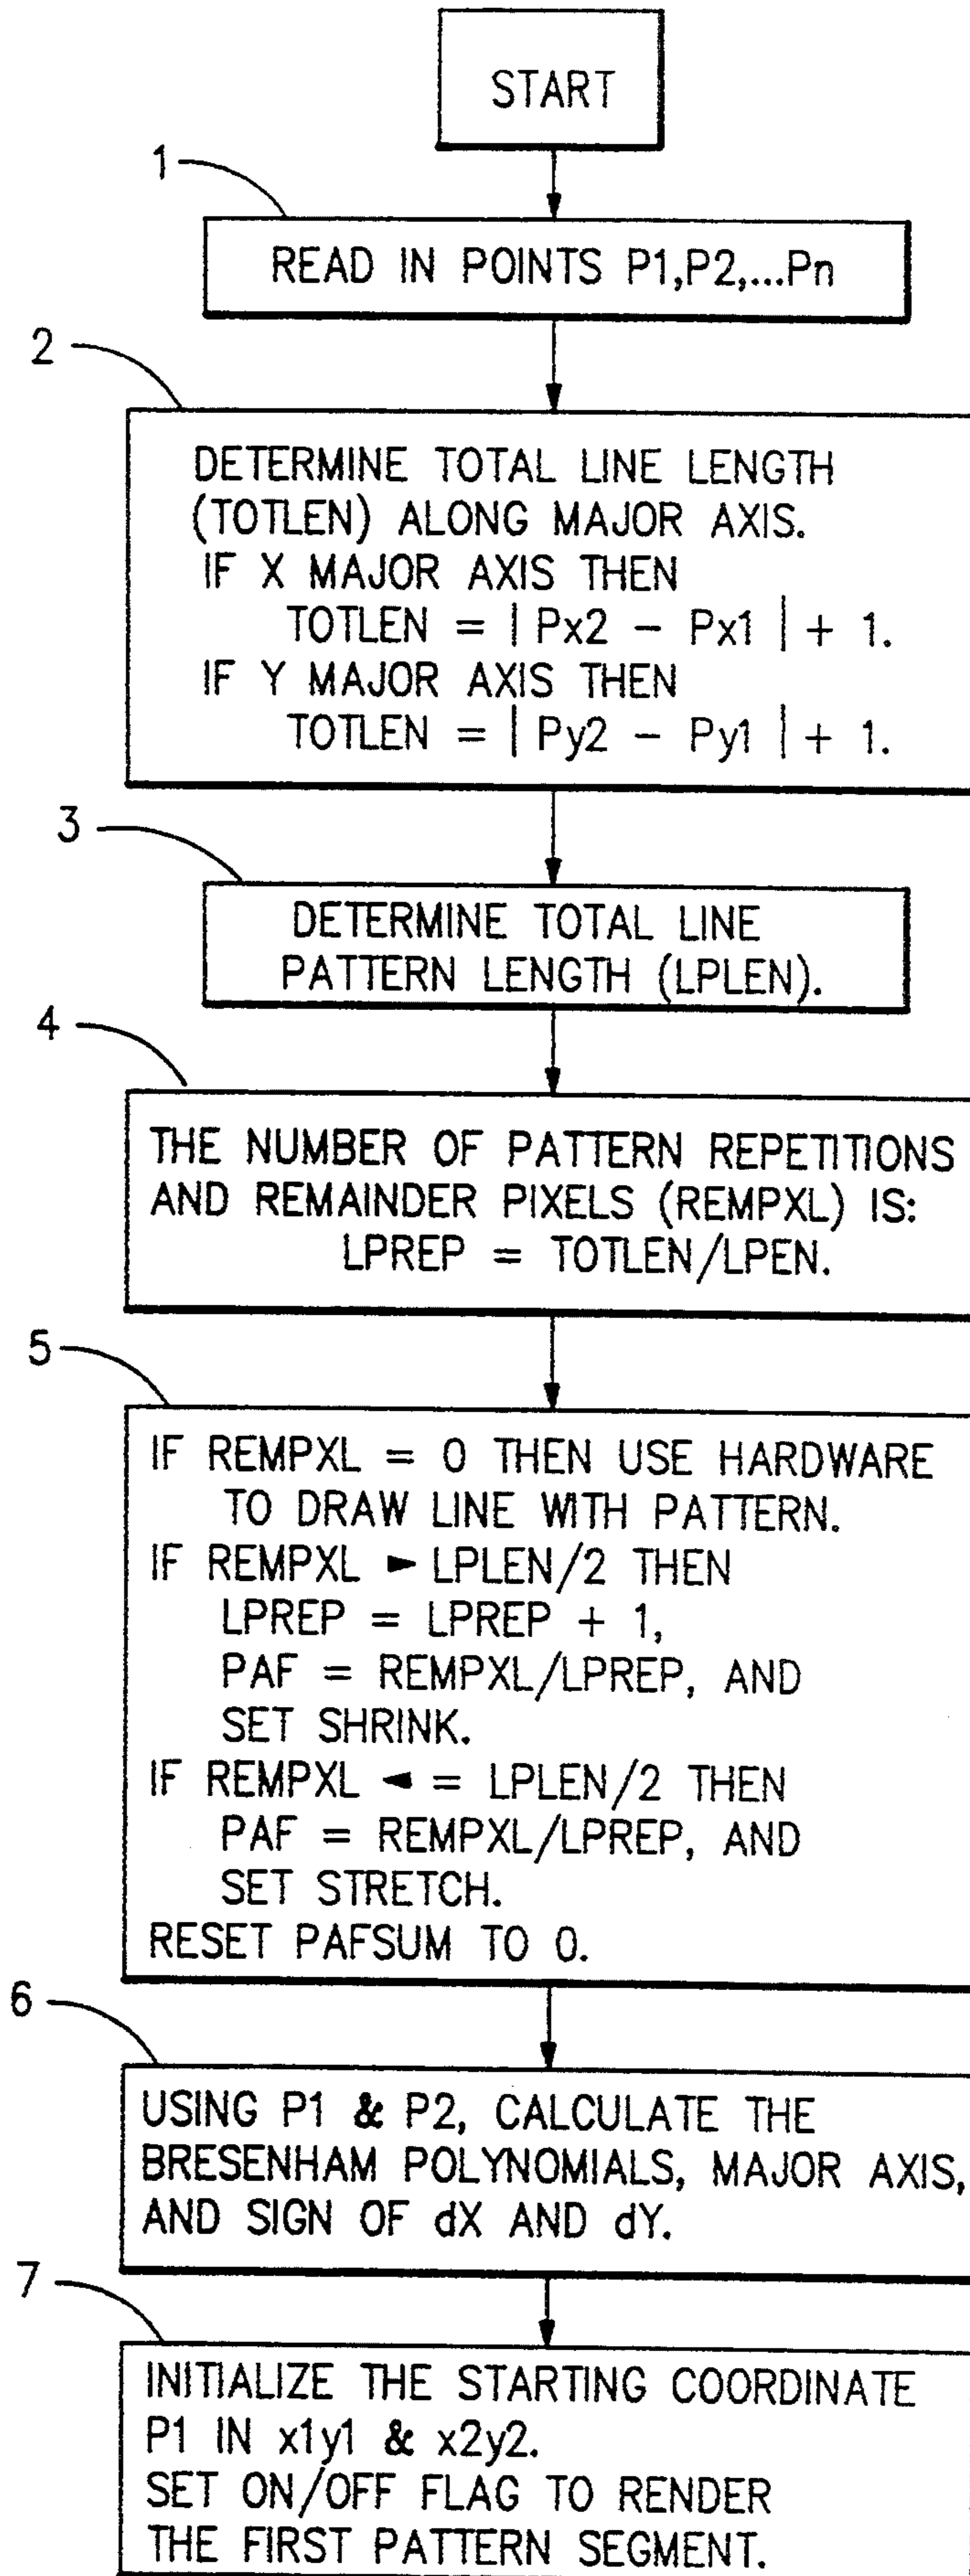 START
1
READ IN POINTS P1,P2,...Pn
2
DETERMINE TOTAL LINE LENGTH
(TOTLEN) ALONG MAJOR AXIS.
IF X MAJOR AXIS THEN
TOTLEN = | Px2 - Px1 | + 1.
IF Y MAJOR AXIS THEN
TOTLEN = | Py2 - Py1 | + 1.
3
DETERMINE TOTAL LINE
PATTERN LENGTH (LPLEN).
4
THE NUMBER OF PATTERN REPETITIONS
AND REMAINDER PIXELS (REMPXL) IS:
LPREP = TOTLEN/LPEN.
5
IF REMPXL = 0 THEN USE HARDWARE
TO DRAW LINE WITH PATTERN.
IF REMPXL ► LPLEN/2 THEN
LPREP = LPREP + 1,
PAF = REMPXL/LPREP, AND
SET SHRINK.
IF REMPXL ◄ = LPLEN/2 THEN
PAF = REMPXL/LPREP, AND
SET STRETCH.
RESET PAFSUM TO 0.
6
USING P1 & P2, CALCULATE THE
BRESENHAM POLYNOMIALS, MAJOR AXIS,
AND SIGN OF dX AND dY.
7
INITIALIZE THE STARTING COORDINATE
P1 IN x1y1 & x2y2.
SET ON/OFF FLAG TO RENDER
THE FIRST PATTERN SEGMENT.